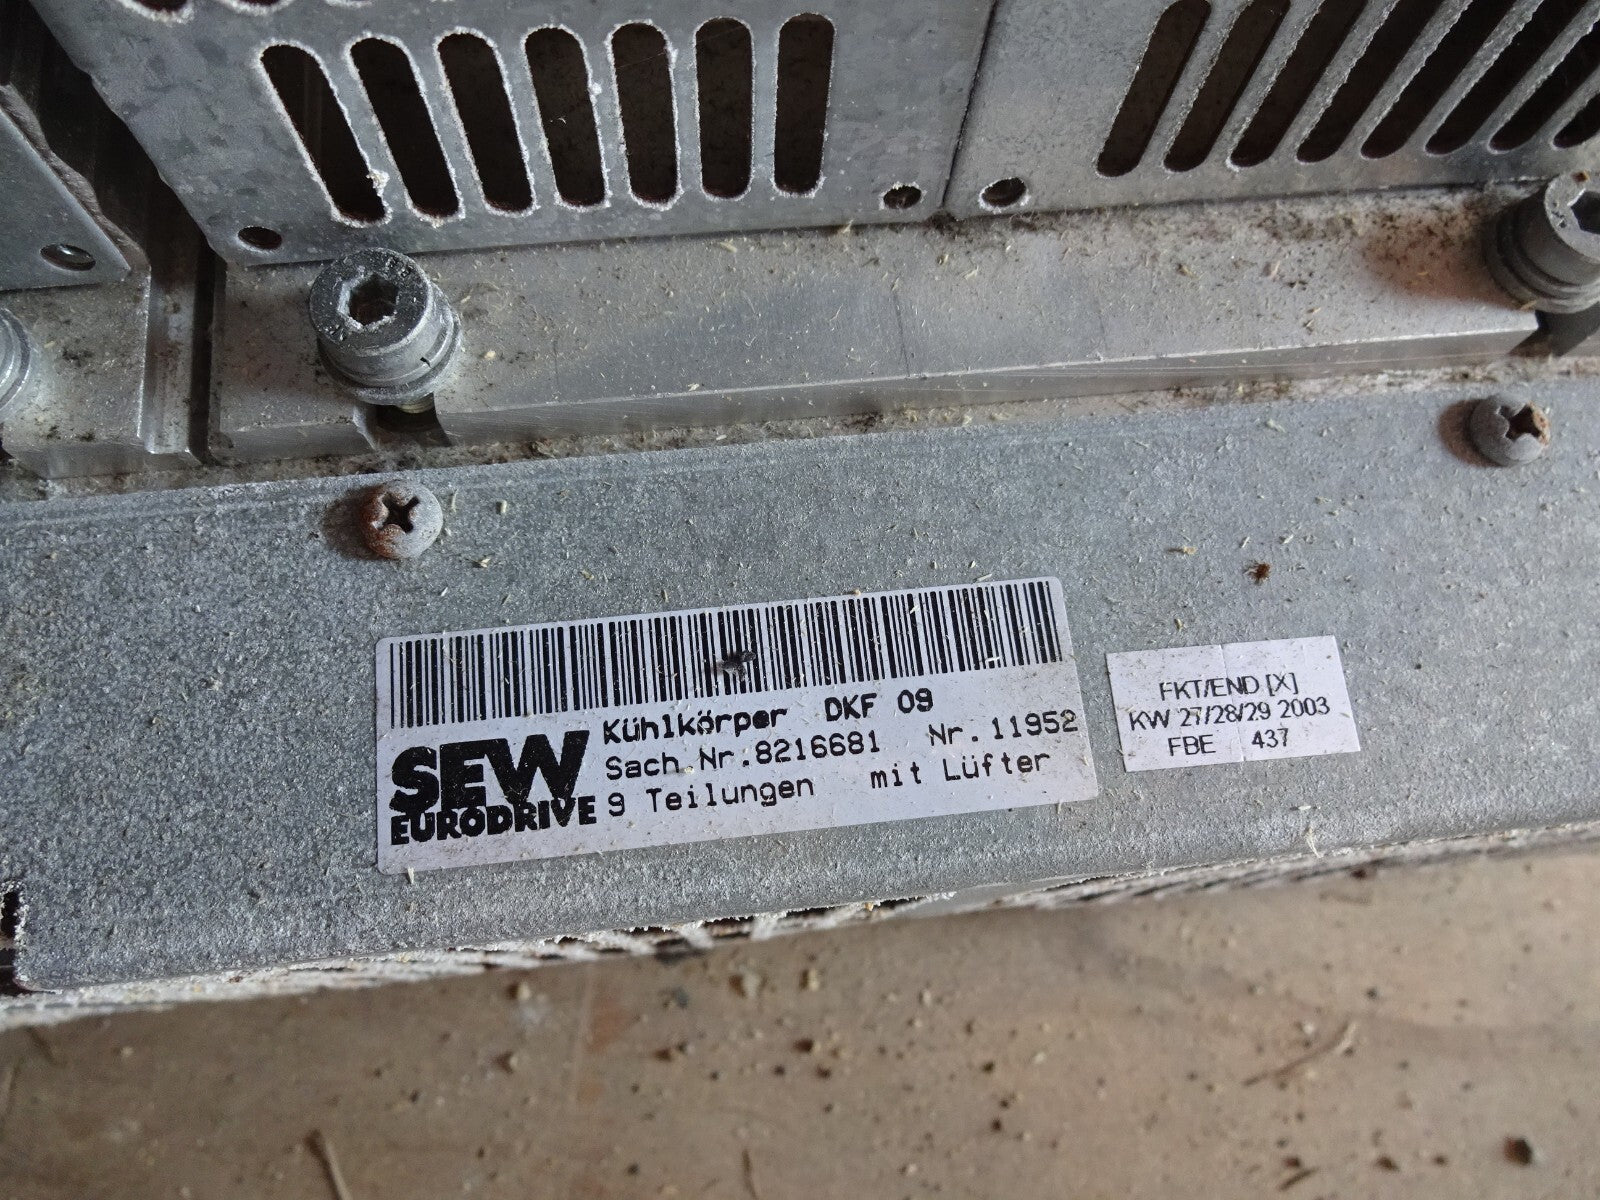 Kühlkörper DKF 09
Sach.Nr.:8216681 Nr.11952
9 Teilungen mit Lüfter
SEW
EURODRIVE
FKT/END [X]
KW 27/28/29 2003
FBE 437